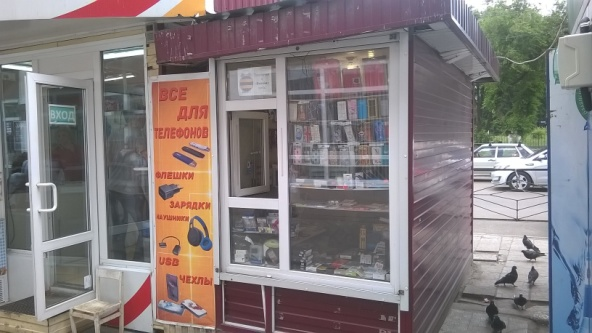 ВХОД
ВСЕ
ДЛЯ
ТЕЛЕФОНОВ
ФЛЕШКИ
ЗАРЯДКИ
НАУШНИКИ
USB
ЧЕХЛЫ